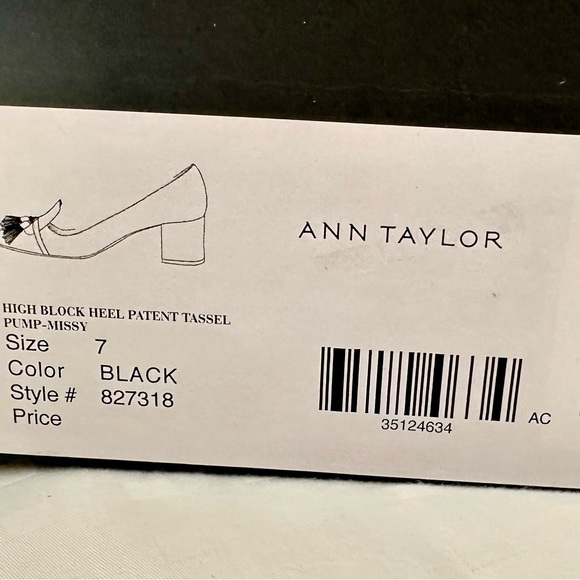 ANN TAYLOR
HIGH BLOCK HEEL PATENT TASSEL
PUMP-MISSY
Size 7
Color BLACK
Style # 827318
Price
35124634
AC